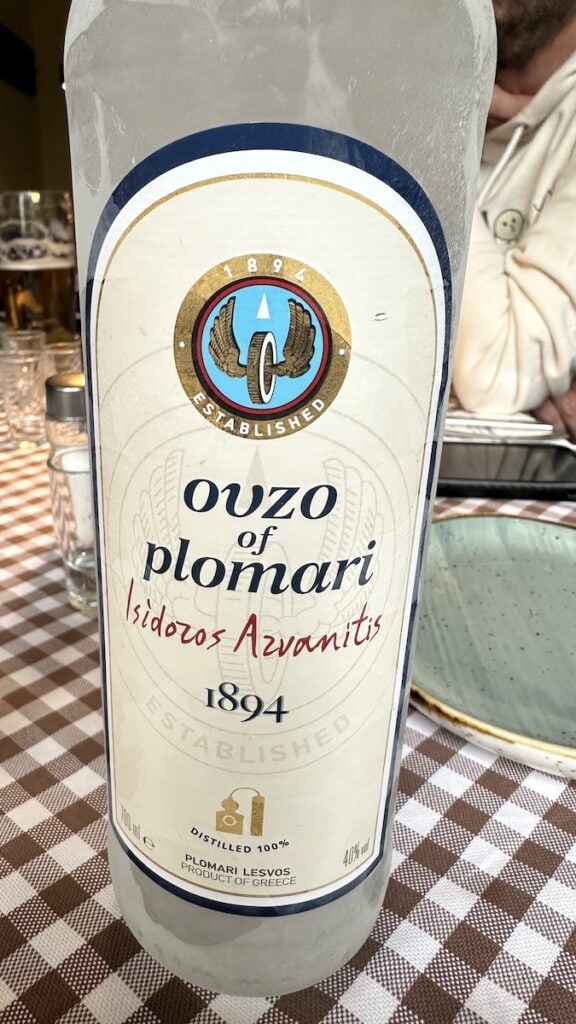 1894
ESTABLISHED
ouzo
of
plomari
Isidoros Arvanitis
1894
ESTABLISHED
DISTILLED 100%
700 ml e
40% vol
PLOMARI LESVOS
PRODUCT OF GREECE